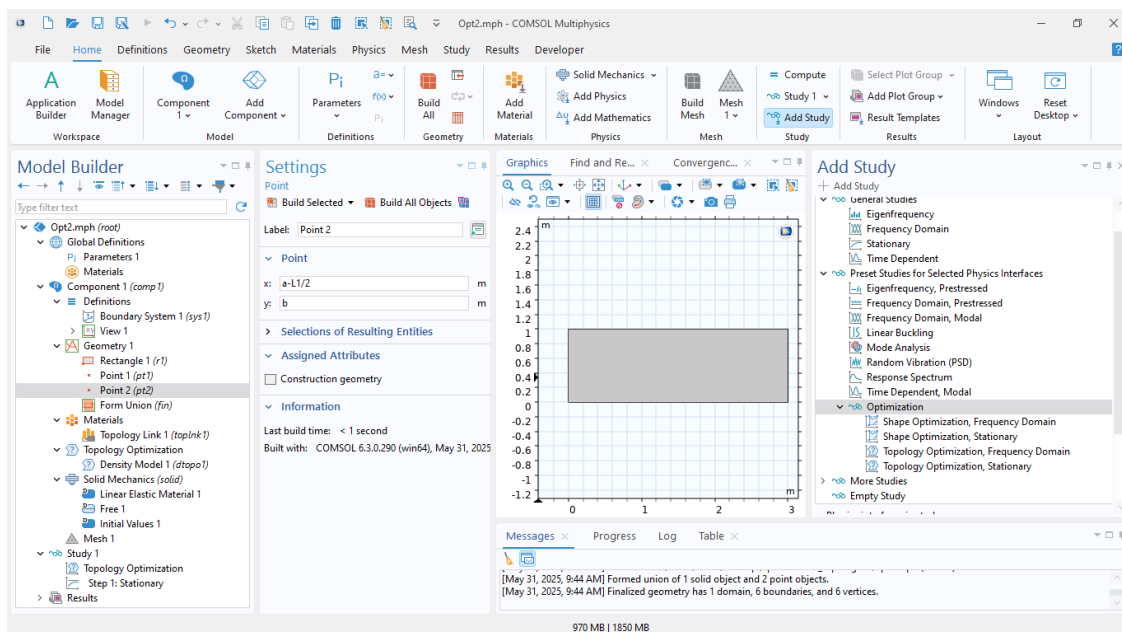 Opt2.mph - COMSOL Multiphysics
File Home Definitions Geometry Sketch Materials Physics Mesh Study Results Developer
Application Builder
Model Manager
Workspace
Component 1
Add Component
Model
Pi Parameters
a=
f(x)
Pi
Definitions
Build All
Geometry
Add Material
Materials
Solid Mechanics
Add Physics
Add Mathematics
Physics
Build Mesh
Mesh 1
Mesh
= Compute
Study 1
Add Study
Study
Select Plot Group
Add Plot Group
Result Templates
Results
Windows
Reset Desktop
Layout
Model Builder
Type filter text
Opt2.mph (root)
Global Definitions
Pi Parameters 1
Materials
Component 1 (comp1)
Definitions
Boundary System 1 (sys1)
View 1
Geometry 1
Rectangle 1 (r1)
Point 1 (pt1)
Point 2 (pt2)
Form Union (fin)
Materials
Topology Link 1 (toplnk1)
Topology Optimization
Density Model 1 (dtopo1)
Solid Mechanics (solid)
Linear Elastic Material 1
Free 1
Initial Values 1
Mesh 1
Study 1
Topology Optimization
Step 1: Stationary
Results
Settings
Point
Build Selected
Build All Objects
Label: Point 2
Point
x: a-L1/2 m
y: b m
Selections of Resulting Entities
Assigned Attributes
Construction geometry
Information
Last build time: < 1 second
Built with: COMSOL 6.3.0.290 (win64), May 31, 2025
Graphics Find and Re... Convergenc...
m
2.4
2.2
2
1.8
1.6
1.4
1.2
1
0.8
0.6
0.4
0.2
0
-0.2
-0.4
-0.6
-0.8
-1
-1.2
m
0 1 2 3
Add Study
Add Study
General Studies
Eigenfrequency
Frequency Domain
Stationary
Time Dependent
Preset Studies for Selected Physics Interfaces
Eigenfrequency, Prestressed
Frequency Domain, Prestressed
Frequency Domain, Modal
Linear Buckling
Mode Analysis
Random Vibration (PSD)
Response Spectrum
Time Dependent, Modal
Optimization
Shape Optimization, Frequency Domain
Shape Optimization, Stationary
Topology Optimization, Frequency Domain
Topology Optimization, Stationary
More Studies
Empty Study
Messages Progress Log Table
[May 31, 2025, 9:44 AM] Formed union of 1 solid object and 2 point objects.
[May 31, 2025, 9:44 AM] Finalized geometry has 1 domain, 6 boundaries, and 6 vertices.
970 MB | 1850 MB